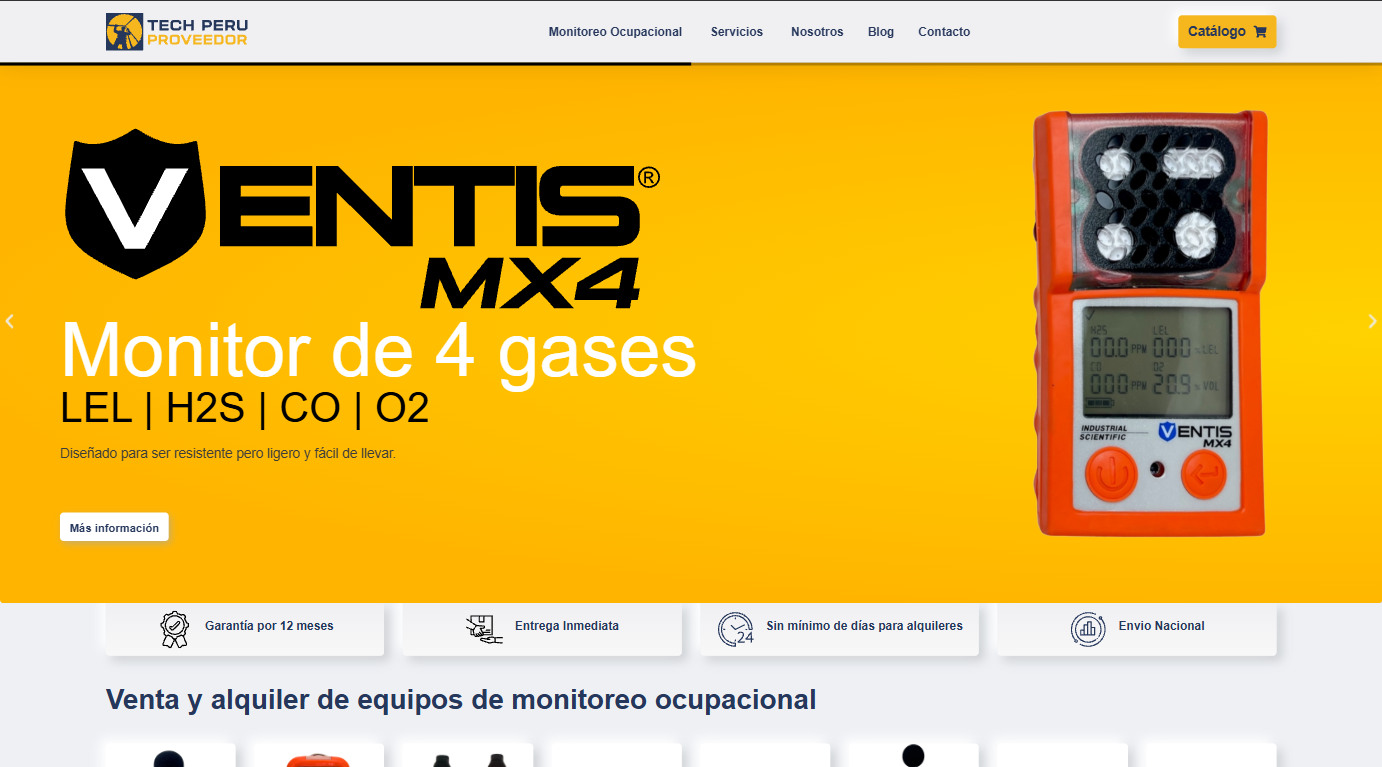 TECH PERU
PROVEEDOR
Monitoreo Ocupacional Servicios Nosotros Blog Contacto
Catálogo
VENTIS®
MX4
Monitor de 4 gases
LEL | H2S | CO | O2
Diseñado para ser resistente pero ligero y fácil de llevar.
Más información
H2S LEL
00.0 PPM 000 % LEL
CO O2
000 PPM 20.9 % VOL
INDUSTRIAL
SCIENTIFIC
VENTIS
MX4
Garantía por 12 meses
Entrega Inmediata
24
Sin mínimo de días para alquileres
Envio Nacional
Venta y alquiler de equipos de monitoreo ocupacional